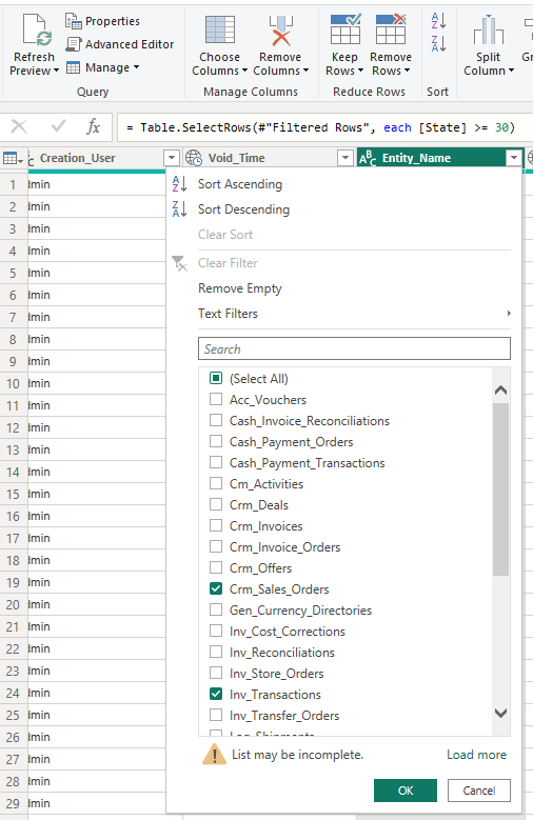 Properties
Advanced Editor
Manage
Refresh
Preview
Query
Choose
Columns
Remove
Columns
Manage Columns
Keep
Rows
Remove
Rows
Reduce Rows
A
Z
Z
A
Sort
Split
Column
fx
= Table.SelectRows(#"Filtered Rows", each [State] >= 30)
Creation_User
Void_Time
ABC Entity_Name
1 lmin
2 lmin
3 lmin
4 lmin
5 lmin
6 lmin
7 lmin
8 lmin
9 lmin
10 lmin
11 lmin
12 lmin
13 lmin
14 lmin
15 lmin
16 lmin
17 lmin
18 lmin
19 lmin
20 lmin
21 lmin
22 lmin
23 lmin
24 lmin
25 lmin
26 lmin
27 lmin
28 lmin
29 lmin
Sort Ascending
Sort Descending
Clear Sort
Clear Filter
Remove Empty
Text Filters
Search
(Select All)
Acc_Vouchers
Cash_Invoice_Reconciliations
Cash_Payment_Orders
Cash_Payment_Transactions
Cm_Activities
Crm_Deals
Crm_Invoices
Crm_Invoice_Orders
Crm_Offers
Crm_Sales_Orders
Gen_Currency_Directories
Inv_Cost_Corrections
Inv_Reconciliations
Inv_Store_Orders
Inv_Transactions
Inv_Transfer_Orders
List may be incomplete.
Load more
OK
Cancel